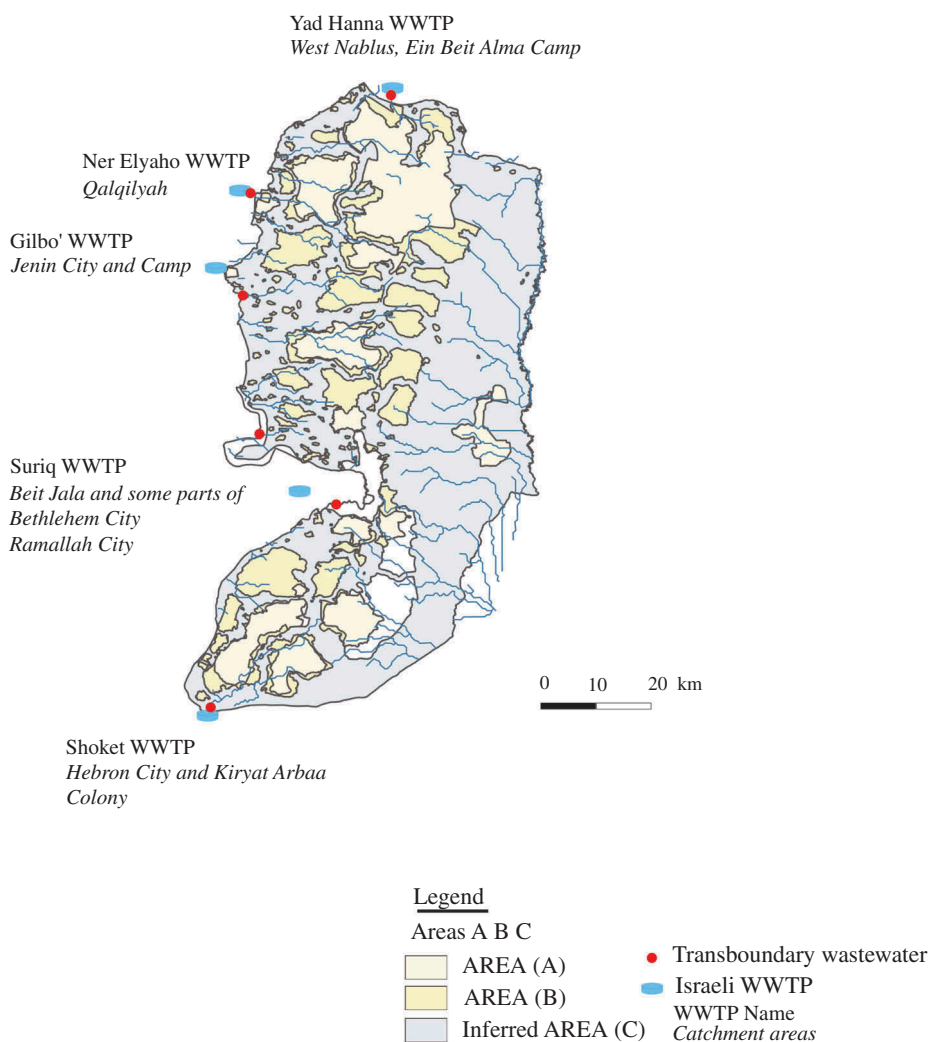 Yad Hanna WWTP
West Nablus, Ein Beit Alma Camp
Ner Elyaho WWTP
Qalqilyah
Gilbo' WWTP
Jenin City and Camp
Suriq WWTP
Beit Jala and some parts of
Bethlehem City
Ramallah City
0 10 20 km
Shoket WWTP
Hebron City and Kiryat Arbaa
Colony
Legend
Areas A B C
AREA (A)
AREA (B)
Inferred AREA (C)
Transboundary wastewater
Israeli WWTP
WWTP Name
Catchment areas